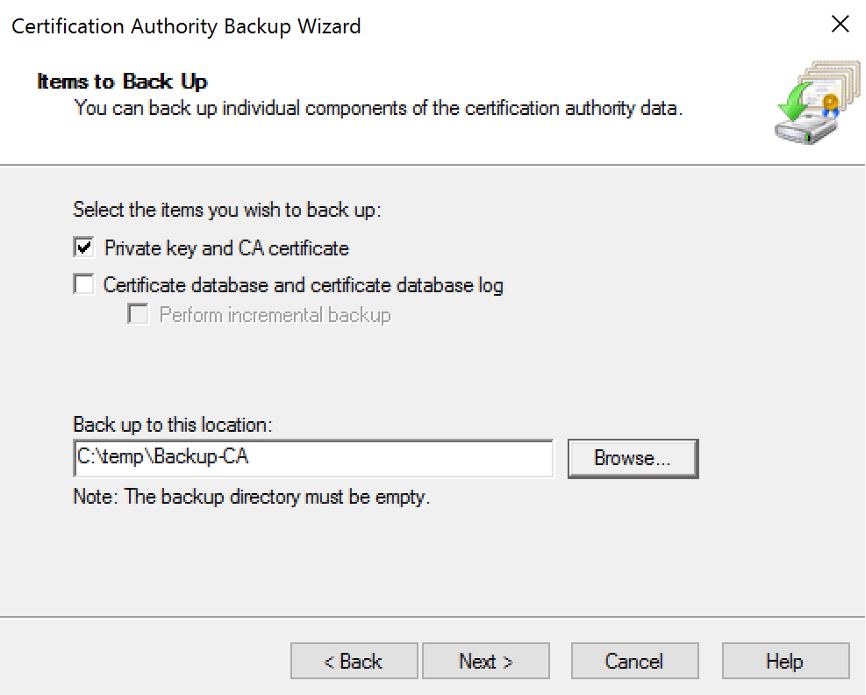 Certification Authority Backup Wizard
Items to Back Up
You can back up individual components of the certification authority data.
Select the items you wish to back up:
Private key and CA certificate
Certificate database and certificate database log
Perform incremental backup
Back up to this location:
C:\temp\Backup-CA
Browse...
Note: The backup directory must be empty.
< Back
Next >
Cancel
Help